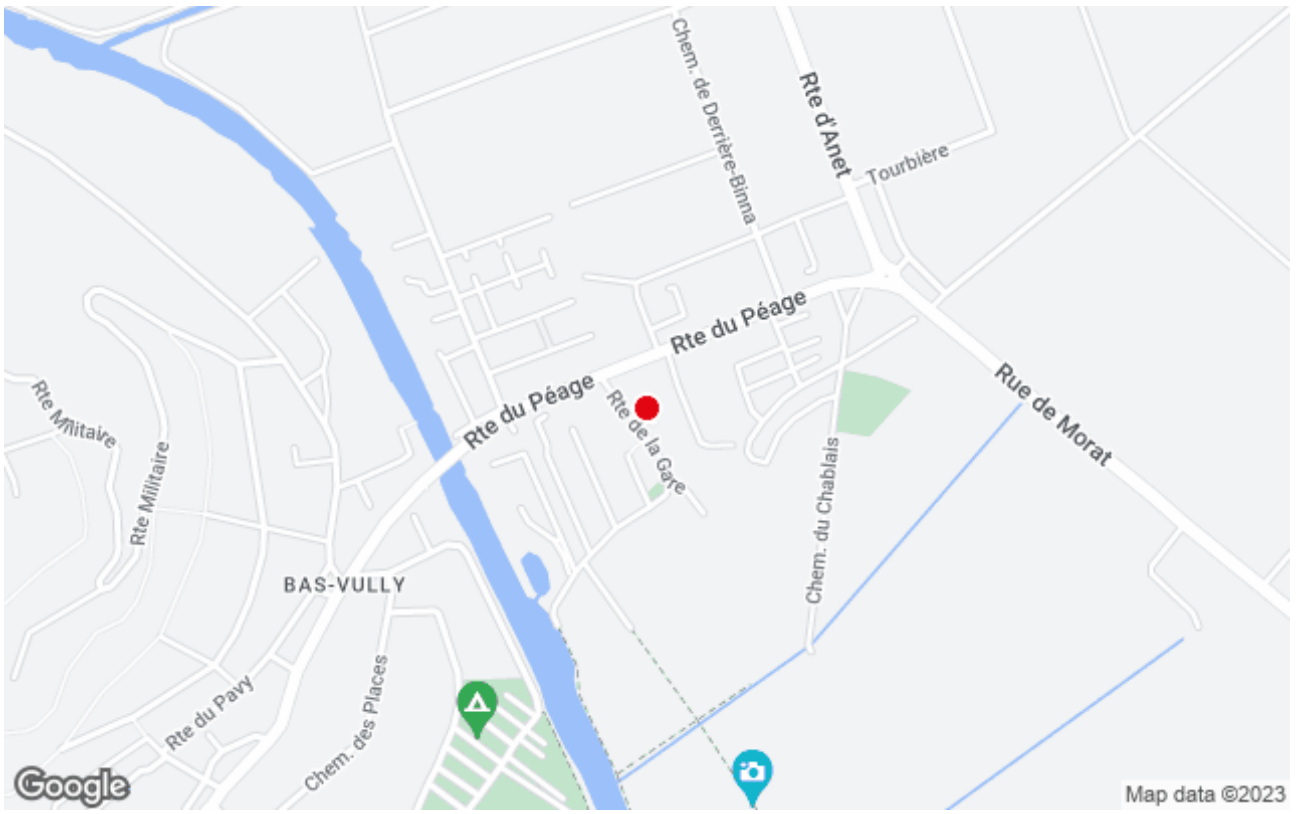 Chem. de Derrière-Binna
Rte d'Anet
Tourbière
Rte du Péage
Rte du Péage
Rte de la Gare
Rue de Morat
Rte Militaire
Rte Militaire
Chem. du Chablais
BAS-VULLY
Rte du Pavy
Chem. des Places
Google
Map data ©2023